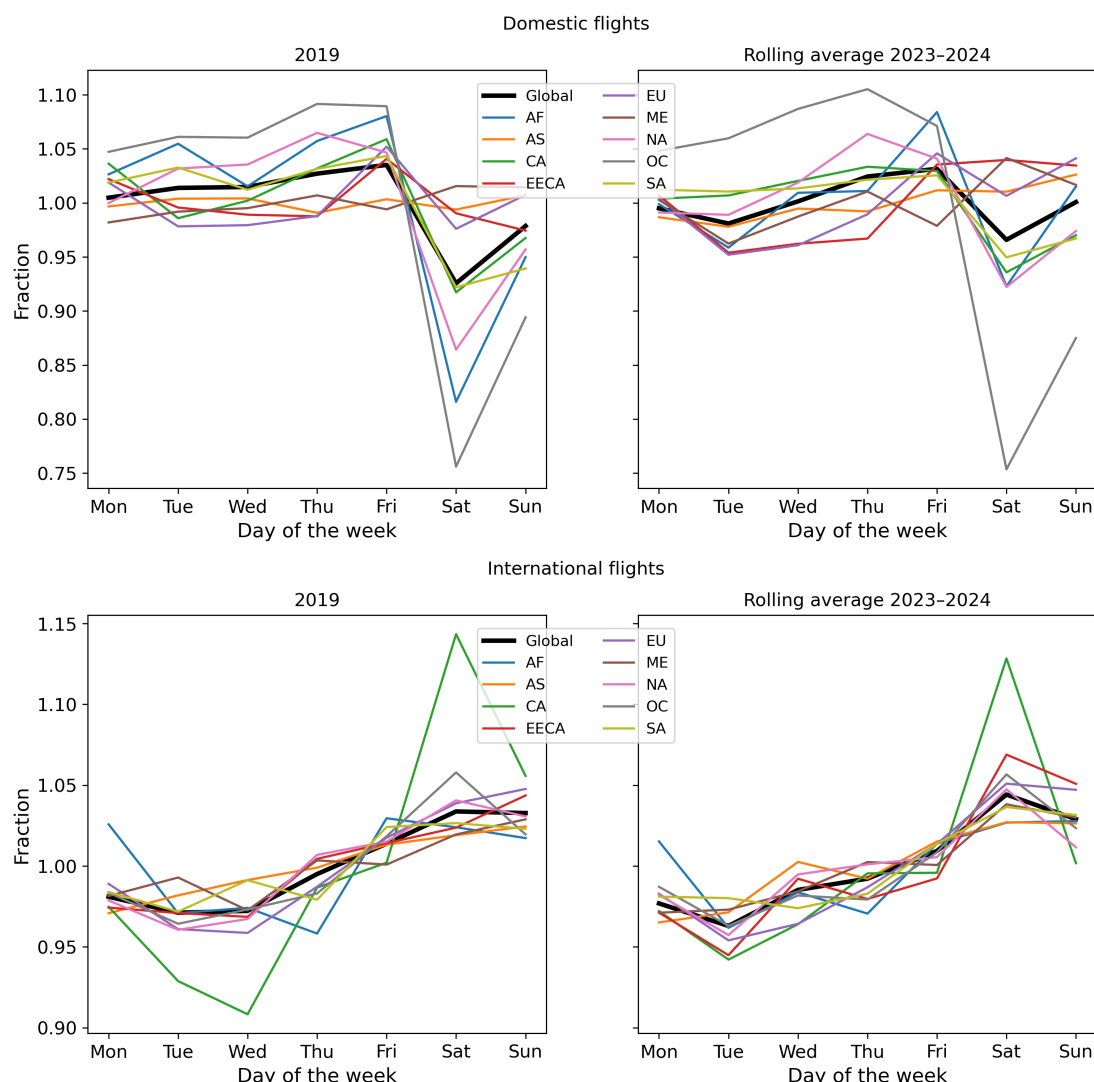 Domestic flights
2019
Rolling average 2023–2024
1.10
1.05
1.00
0.95
0.90
0.85
0.80
0.75
Fraction
Global
AF
AS
CA
EECA
EU
ME
NA
OC
SA
Mon Tue Wed Thu Fri Sat Sun
Day of the week
Mon Tue Wed Thu Fri Sat Sun
Day of the week
International flights
2019
Rolling average 2023–2024
1.15
1.10
1.05
1.00
0.95
0.90
Fraction
Global
AF
AS
CA
EECA
EU
ME
NA
OC
SA
Mon Tue Wed Thu Fri Sat Sun
Day of the week
Mon Tue Wed Thu Fri Sat Sun
Day of the week